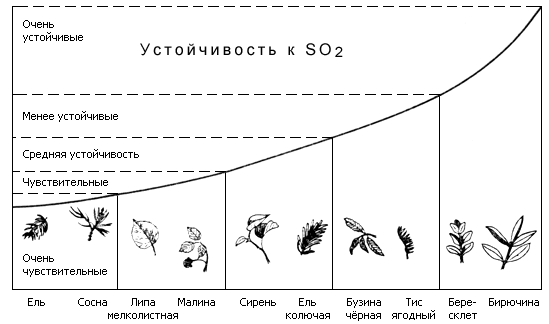 Очень
устойчивые
Устойчивость к SO2
Менее устойчивые
Средняя устойчивость
Чувствительные
Очень
чувствительные
Ель
Сосна
Липа
мелколистная
Малина
Сирень
Ель
колючая
Бузина
чёрная
Тис
ягодный
Бере-
склет
Бирючина